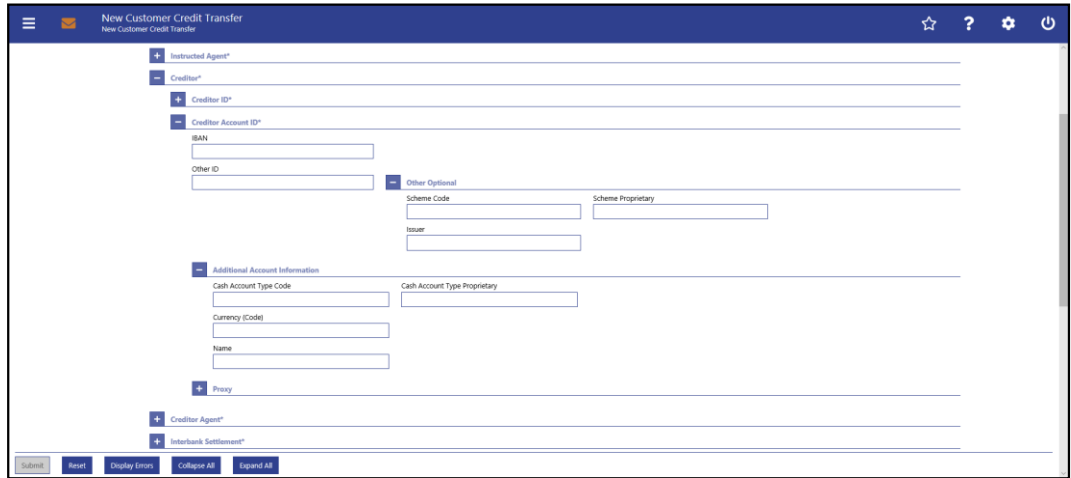 New Customer Credit Transfer
New Customer Credit Transfer
?
+ Instructed Agent*
− Creditor*
+ Creditor ID*
− Creditor Account ID*
IBAN
Other ID
− Other Optional
Scheme Code Scheme Proprietary
Issuer
− Additional Account Information
Cash Account Type Code Cash Account Type Proprietary
Currency (Code)
Name
+ Proxy
+ Creditor Agent*
+ Interbank Settlement*
Submit Reset Display Errors Collapse All Expand All